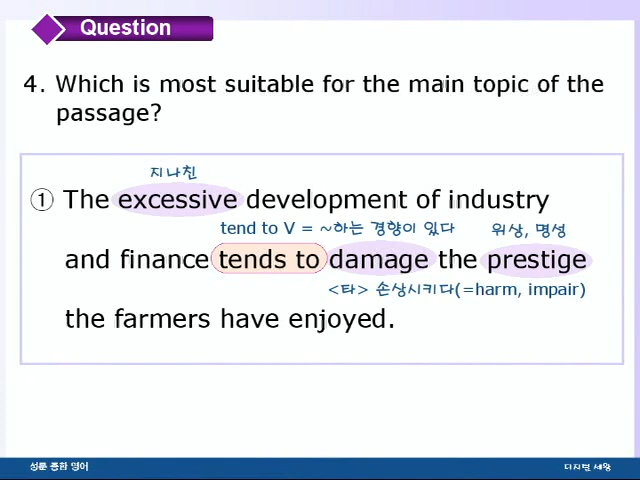 Question
4. Which is most suitable for the main topic of the
passage?
지나친
① The excessive development of industry
tend to V = ~하는 경향이 있다 위상, 명성
and finance tends to damage the prestige
<타> 손상시키다(=harm, impair)
the farmers have enjoyed.
성문 종합 영어 디지털 세왕